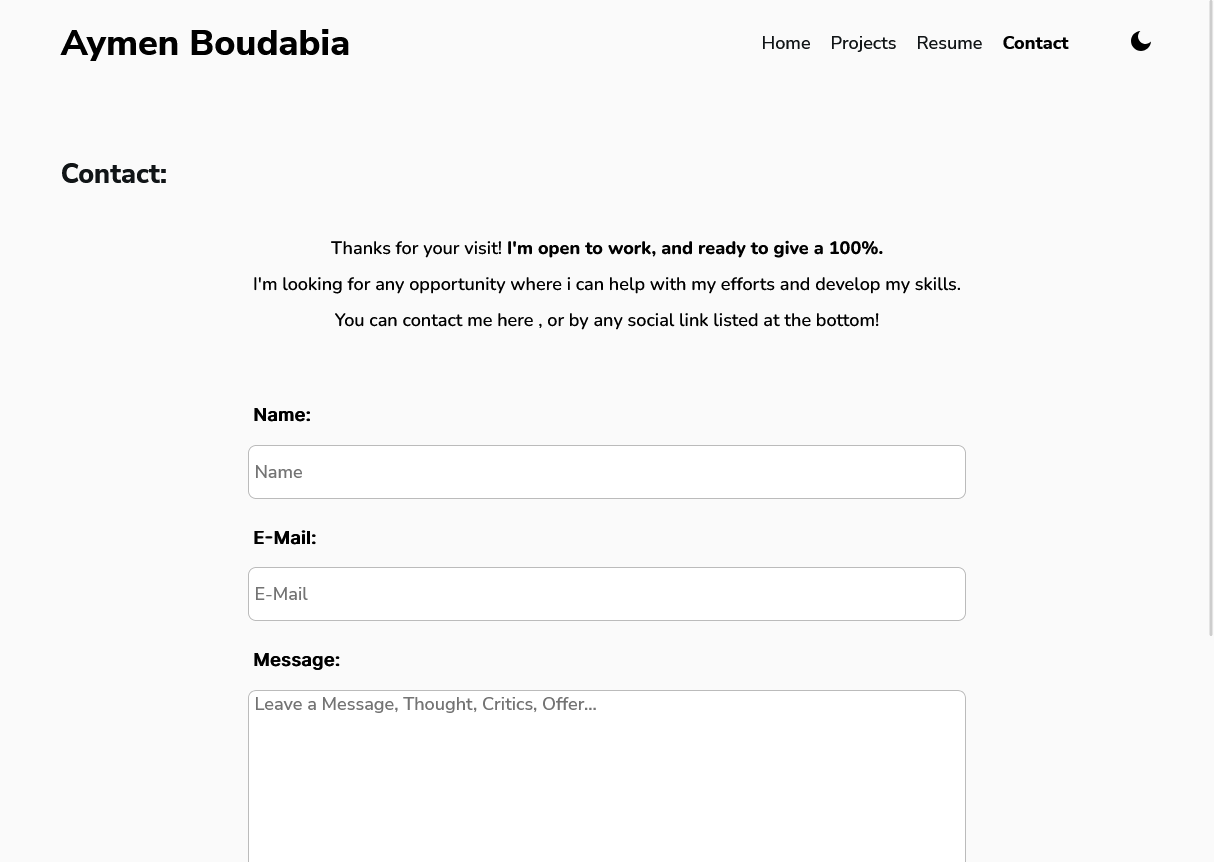 Aymen Boudabia
Home Projects Resume Contact
Contact:
Thanks for your visit! I'm open to work, and ready to give a 100%.
I'm looking for any opportunity where i can help with my efforts and develop my skills.
You can contact me here , or by any social link listed at the bottom!
Name:
Name
E-Mail:
E-Mail
Message:
Leave a Message, Thought, Critics, Offer...